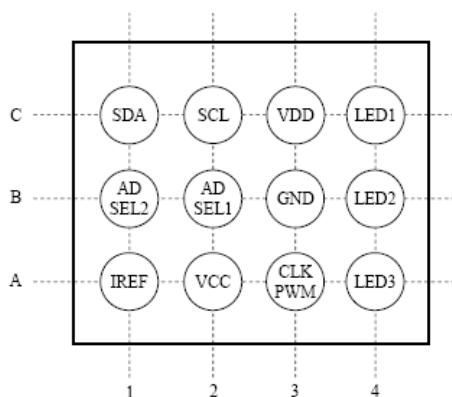 C SDA SCL VDD LED1
B AD SEL2 AD SEL1 GND LED2
A IREF VCC CLK PWM LED3
1 2 3 4